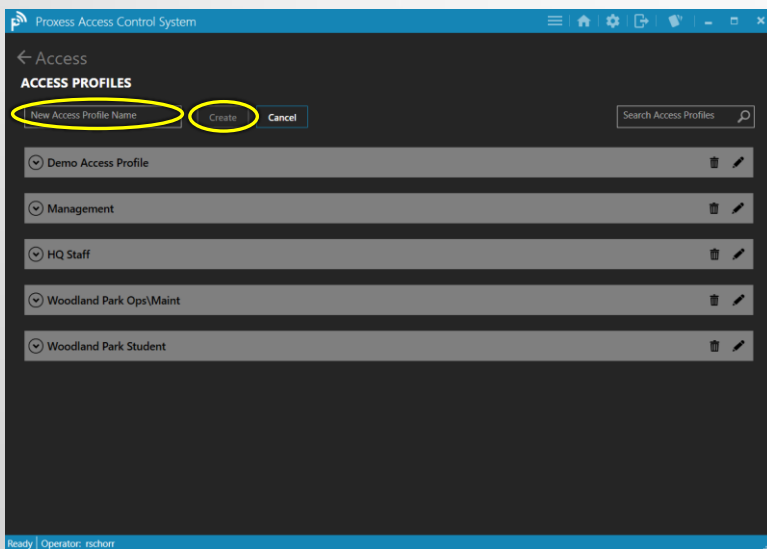 Proxess Access Control System
Access
ACCESS PROFILES
New Access Profile Name Create Cancel Search Access Profiles
Demo Access Profile
Management
HQ Staff
Woodland Park Ops\Maint
Woodland Park Student
Ready Operator: rschorr